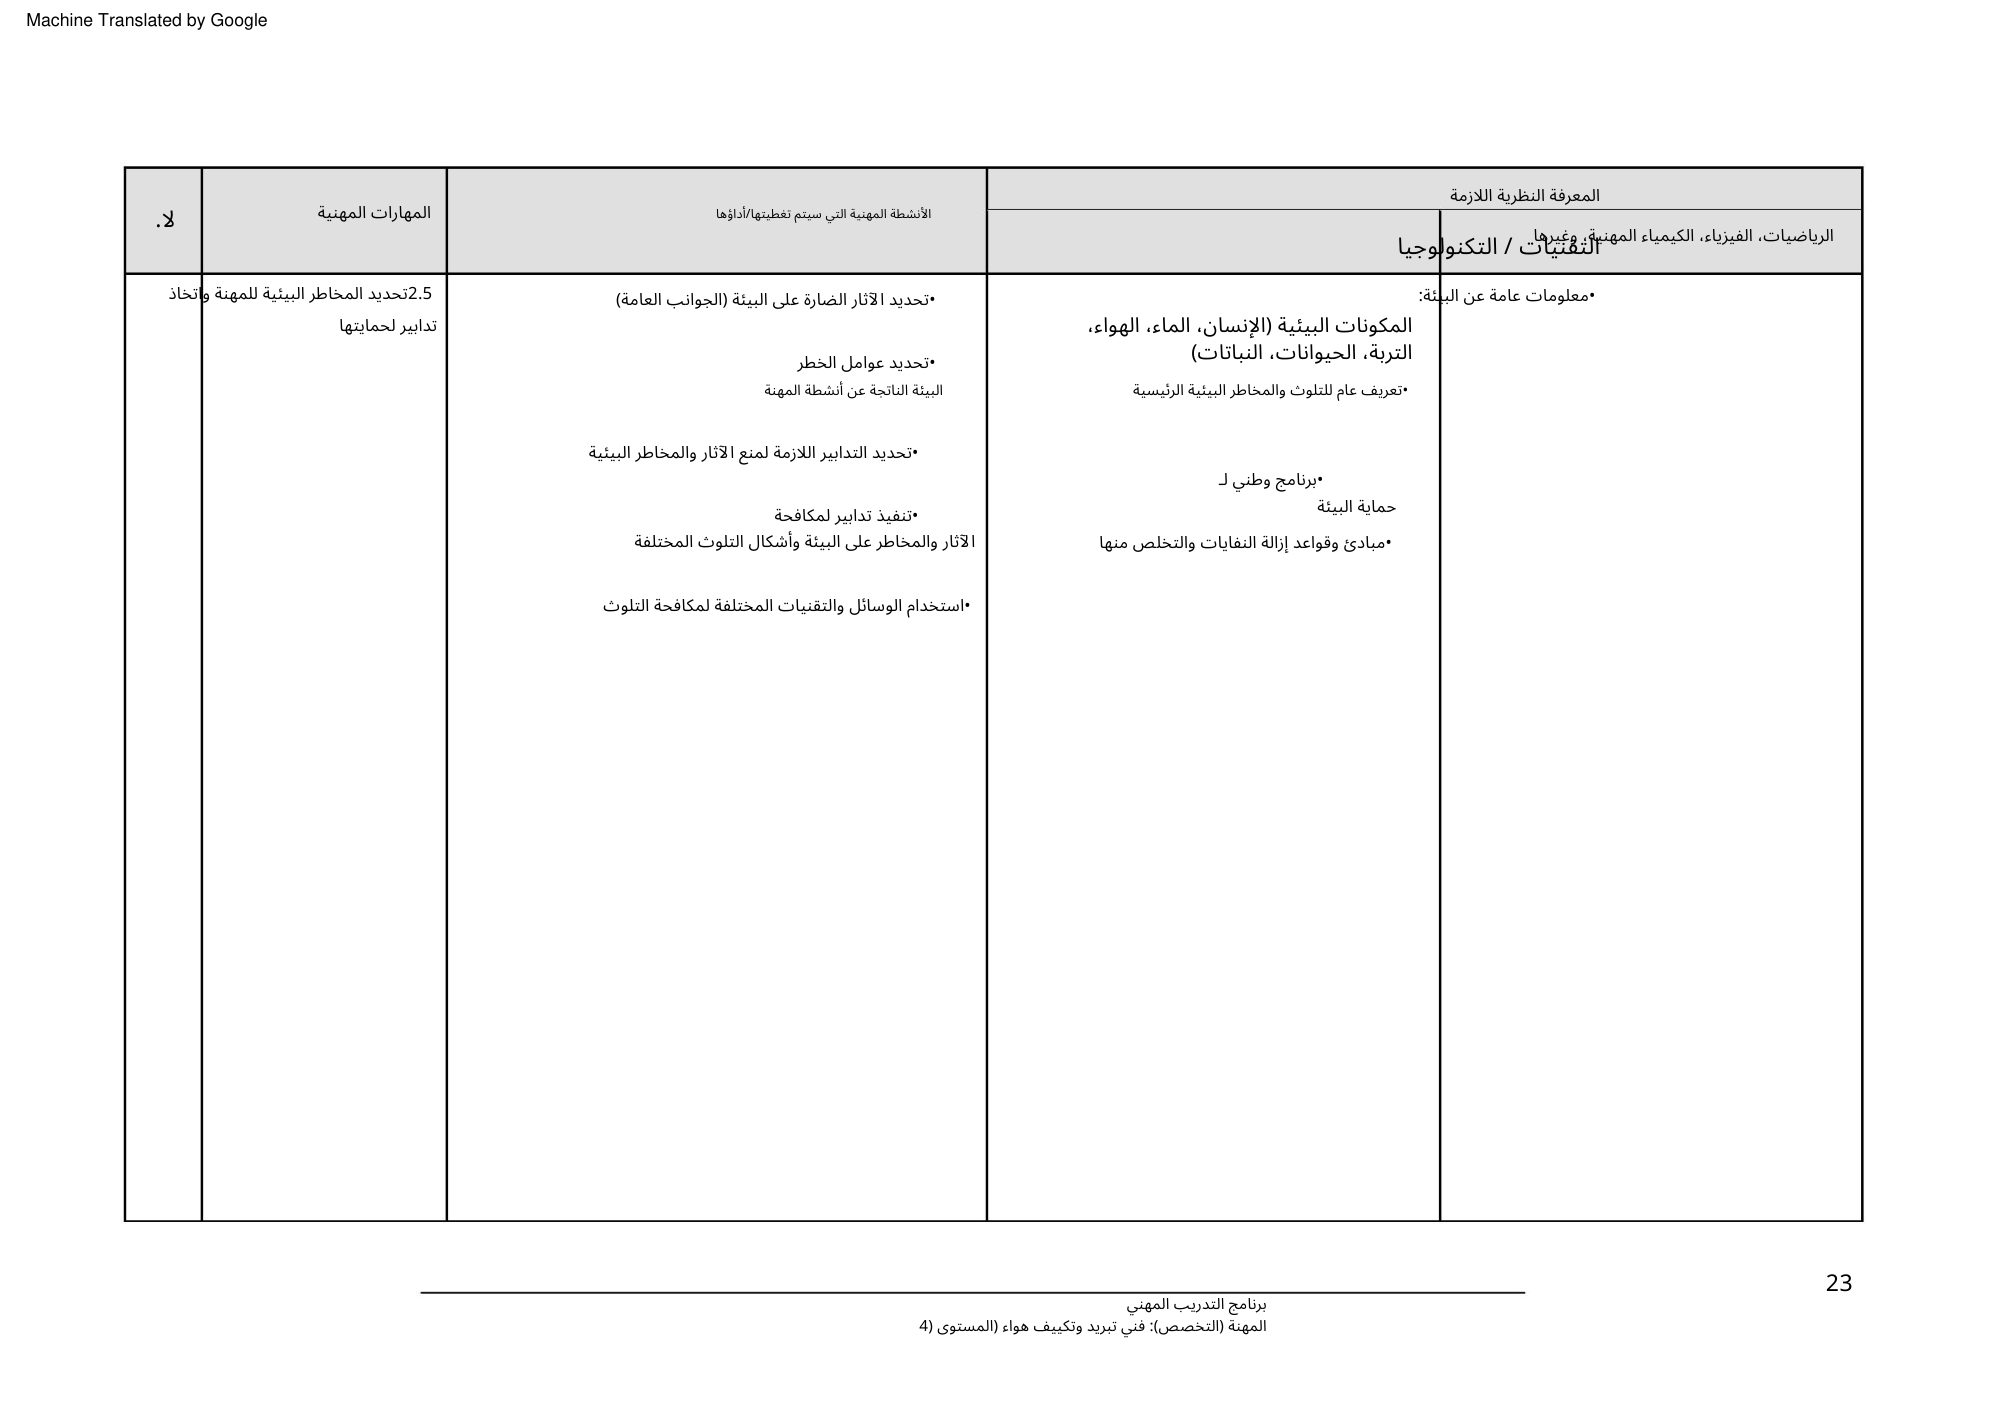 Machine Translated by Google
لا.
المهارات المهنية
الأنشطة المهنية التي سيتم تغطيتها/أداؤها
المعرفة النظرية اللازمة
التقنيات / التكنولوجيا
الرياضيات، الفيزياء، الكيمياء المهنية، وغيرها
2.5تحديد المخاطر البيئية للمهنة واتخاذ
تدابير لحمايتها
•تحديد الآثار الضارة على البيئة (الجوانب العامة)
•تحديد عوامل الخطر
البيئة الناتجة عن أنشطة المهنة
•تحديد التدابير اللازمة لمنع الآثار والمخاطر البيئية
•تنفيذ تدابير لمكافحة
الآثار والمخاطر على البيئة وأشكال التلوث المختلفة
•استخدام الوسائل والتقنيات المختلفة لمكافحة التلوث
•معلومات عامة عن البيئة:
المكونات البيئية (الإنسان، الماء، الهواء،
التربة، الحيوانات، النباتات)
•تعريف عام للتلوث والمخاطر البيئية الرئيسية
•برنامج وطني لـ
حماية البيئة
•مبادئ وقواعد إزالة النفايات والتخلص منها
23
برنامج التدريب المهني
المهنة (التخصص): فني تبريد وتكييف هواء (المستوى 4)